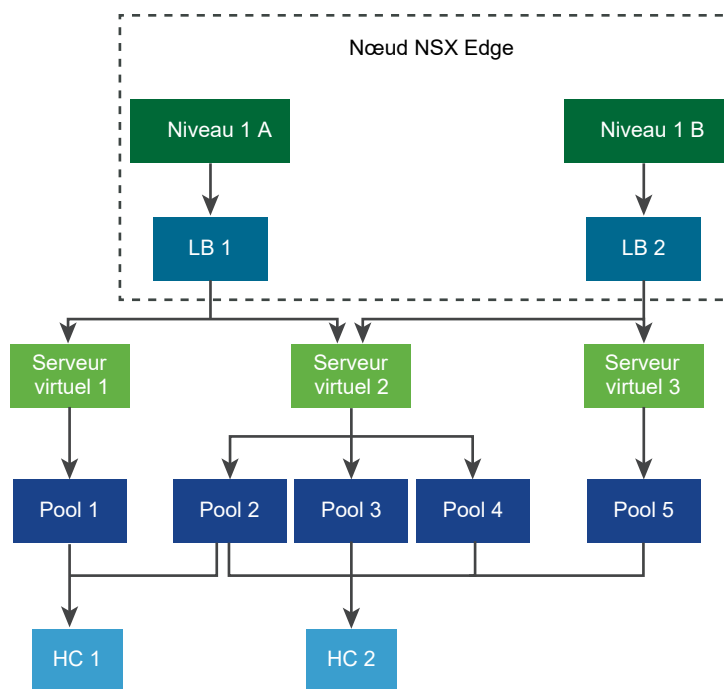 Nœud NSX Edge
Niveau 1 A
Niveau 1 B
LB 1
LB 2
Serveur
virtuel 1
Serveur
virtuel 2
Serveur
virtuel 3
Pool 1
Pool 2
Pool 3
Pool 4
Pool 5
HC 1
HC 2